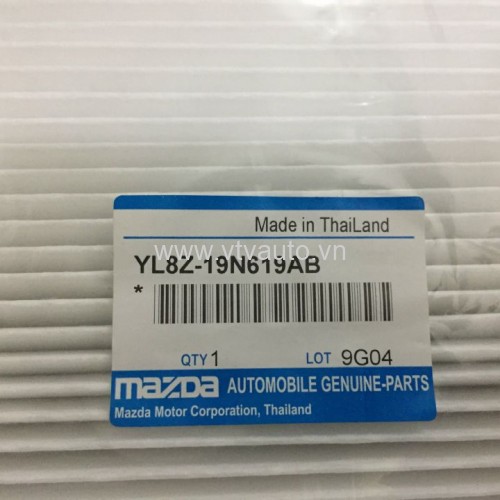 Made in ThaiLand
www.vtvauto.vn
YL8Z-19N619AB
*
QTY 1 LOT 9G04
mazda AUTOMOBILE GENUINE-PARTS
Mazda Motor Corporation, Thailand